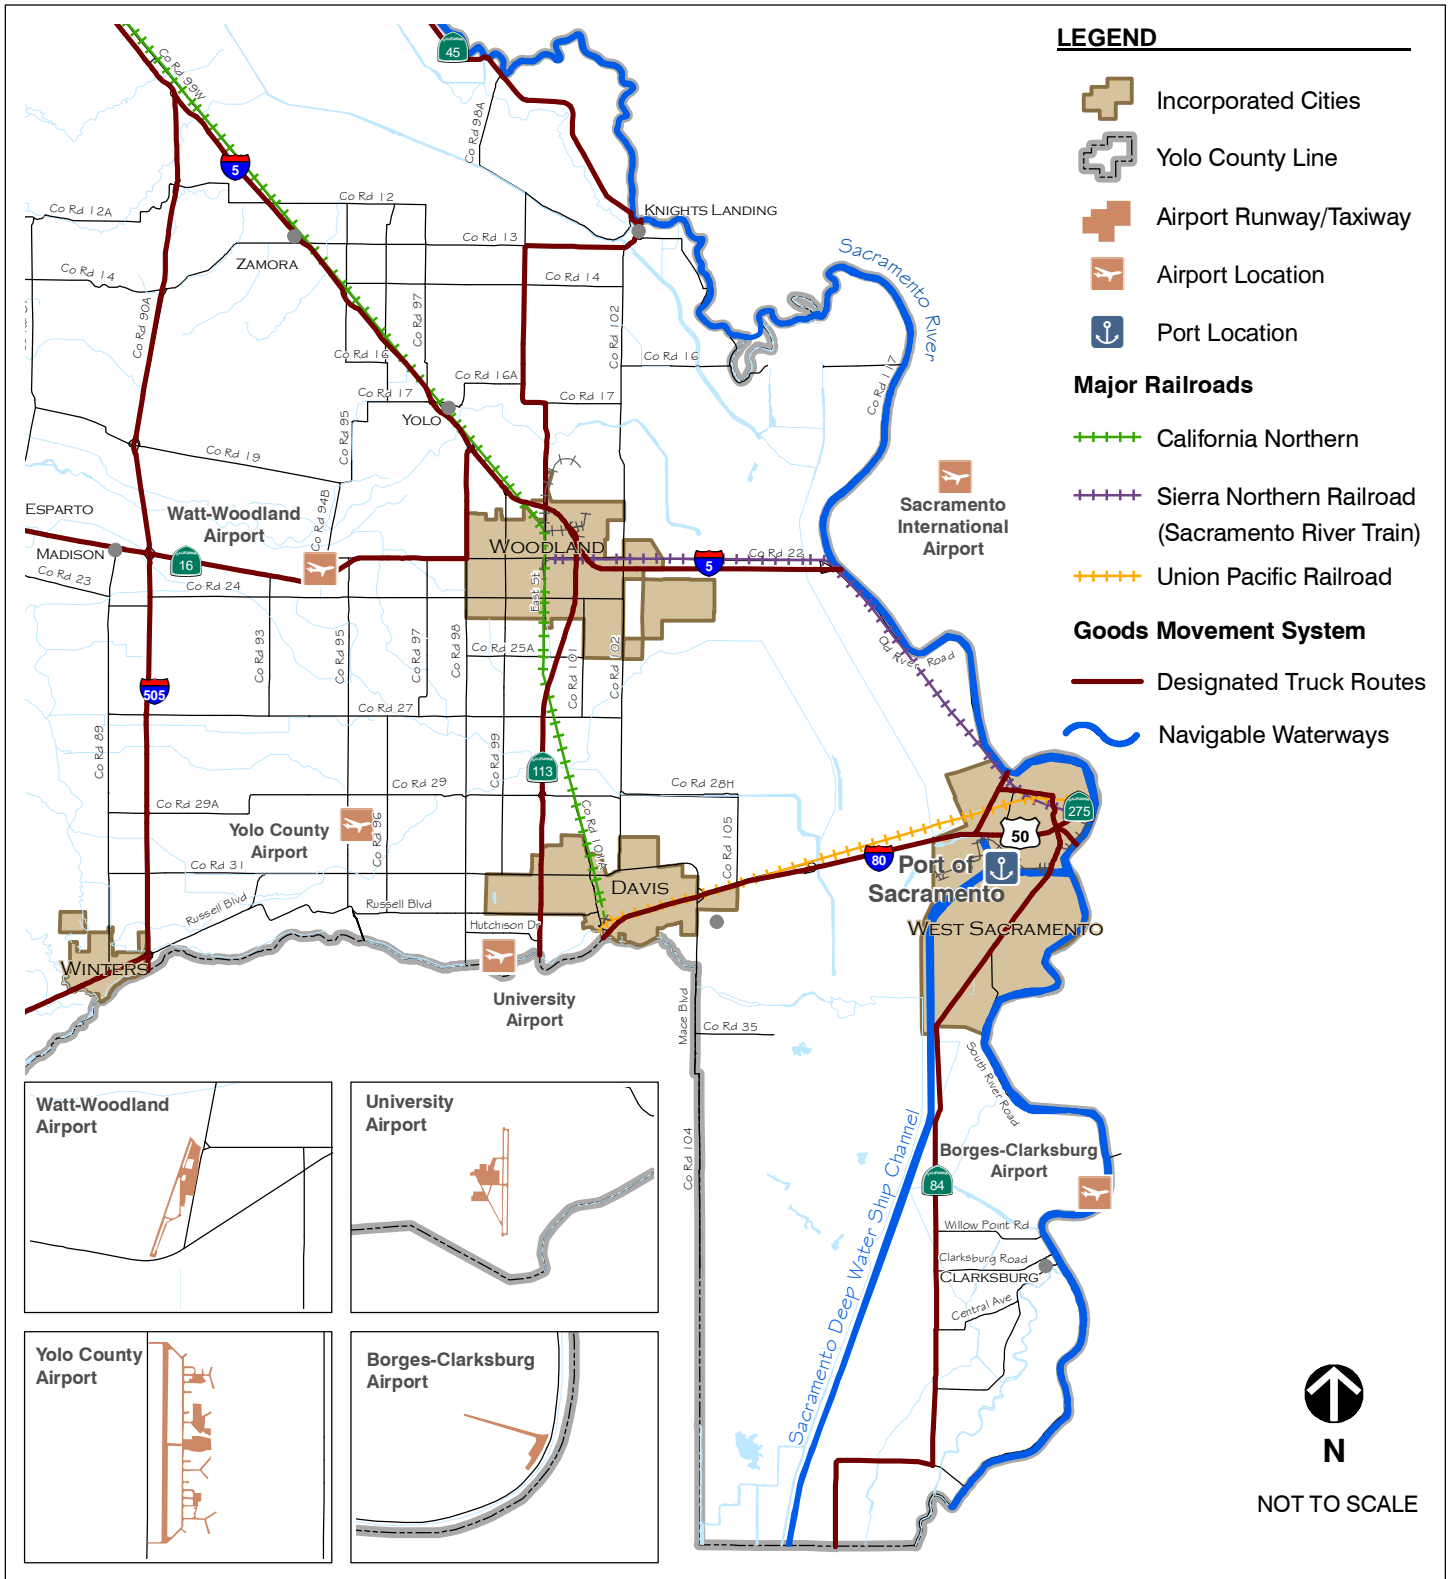 LEGEND
Incorporated Cities
Yolo County Line
Airport Runway/Taxiway
Airport Location
Port Location
Major Railroads
California Northern
Sierra Northern Railroad
(Sacramento River Train)
Union Pacific Railroad
Goods Movement System
Designated Truck Routes
Navigable Waterways
CALIFORNIA
45
Co Rd 99W
Co Rd 98A
5
Co Rd 12
Co Rd 12A
KNIGHTS LANDING
Co Rd 13
ZAMORA
Sacramento River
Co Rd 14
Co Rd 14
Co Rd 90A
Co Rd 97
Co Rd 102
Co Rd 16
Co Rd 16
Co Rd 16A
Co Rd 117
Co Rd 17
Co Rd 17
YOLO
Co Rd 95
Co Rd 19
Co Rd 94B
ESPARTO
Watt-Woodland
Airport
Sacramento
International
Airport
MADISON
CALIFORNIA
16
WOODLAND
Co Rd 22
5
Co Rd 23
Co Rd 24
East St
Co Rd 93
Co Rd 95
Co Rd 97
Co Rd 98
Co Rd 25A
Co Rd 101
Co Rd 102
Old River Road
505
Co Rd 27
Co Rd 89
Co Rd 99
CALIFORNIA
113
Co Rd 29
Co Rd 28H
Co Rd 29A
Yolo County
Airport
Co Rd 96
Co Rd 101A
Co Rd 105
CALIFORNIA
275
50
80
Port of
Sacramento
Co Rd 31
DAVIS
Russell Blvd
Russell Blvd
Hutchison Dr
WEST SACRAMENTO
WINTERS
University
Airport
Mace Blvd
Co Rd 35
South River Road
Co Rd 104
Sacramento Deep Water Ship Channel
Borges-Clarksburg
Airport
CALIFORNIA
84
Willow Point Rd
Clarksburg Road
CLARKSBURG
Central Ave
Watt-Woodland
Airport
University
Airport
Yolo County
Airport
Borges-Clarksburg
Airport
N
NOT TO SCALE